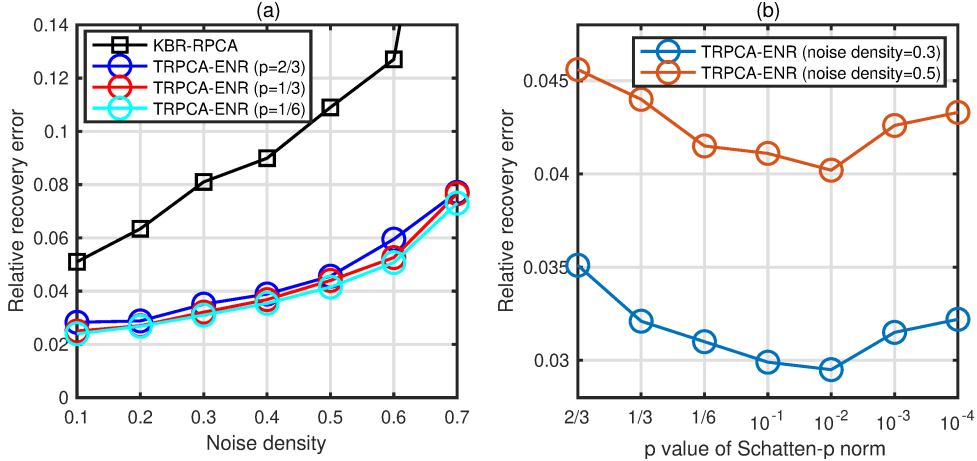 (a)
0.14
0.12
0.1
0.08
0.06
0.04
0.02
0
Relative recovery error
KBR-RPCA
TRPCA-ENR (p=2/3)
TRPCA-ENR (p=1/3)
TRPCA-ENR (p=1/6)
0.1 0.2 0.3 0.4 0.5 0.6 0.7
Noise density
(b)
0.045
0.04
0.035
0.03
Relative recovery error
TRPCA-ENR (noise density=0.3)
TRPCA-ENR (noise density=0.5)
2/3 1/3 1/6 10⁻¹ 10⁻² 10⁻³ 10⁻⁴
p value of Schatten-p norm